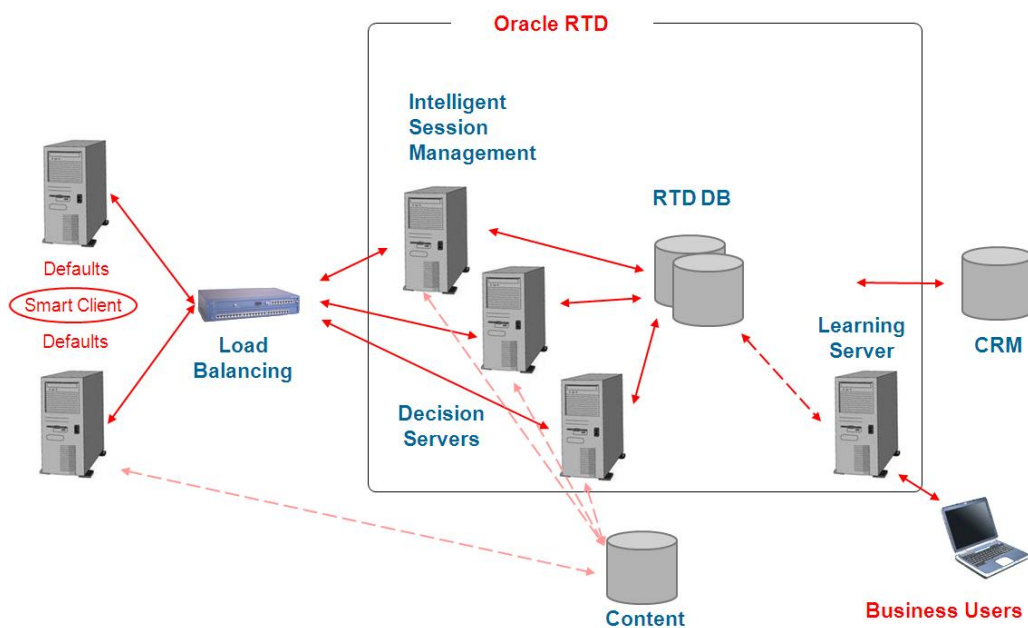 Oracle RTD
Intelligent
Session
Management
RTD DB
Defaults
Smart Client
Defaults
Load
Balancing
Decision
Servers
Learning
Server
CRM
Content
Business Users